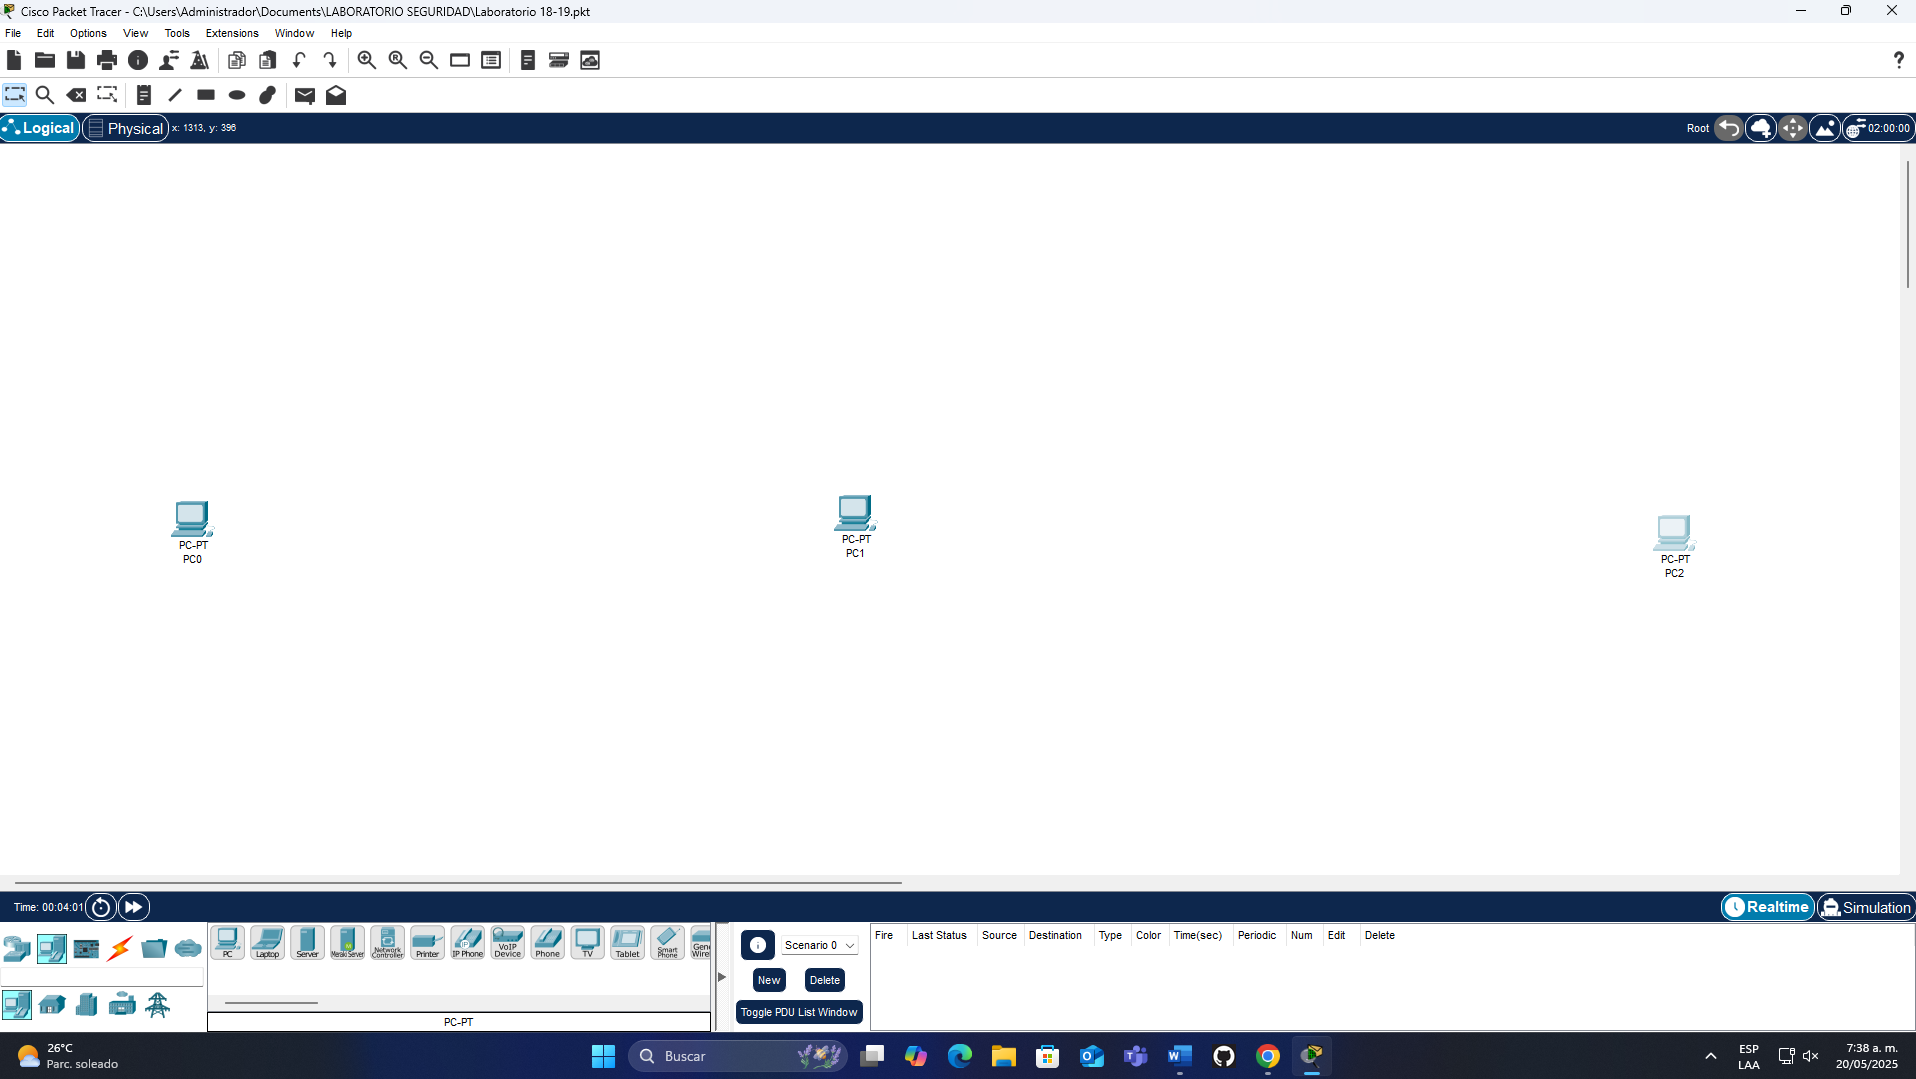 Cisco Packet Tracer - C:\Users\Administrador\Documents\LABORATORIO SEGURIDAD\Laboratorio 18-19.pkt
File Edit Options View Tools Extensions Window Help
Logical Physical x: 1313, y: 396 Root 02:00:00
PC-PT
PC0
PC-PT
PC1
PC-PT
PC2
Time: 00:04:01 Realtime Simulation
PC Laptop Server Meraki Server Network Controller Printer IP Phone VoIP Device Phone TV Tablet Smart Phone
PC-PT
Scenario 0
New Delete
Toggle PDU List Window
Fire Last Status Source Destination Type Color Time(sec) Periodic Num Edit Delete
26°C
Parc. soleado
Buscar
ESP
LAA
7:38 a. m.
20/05/2025